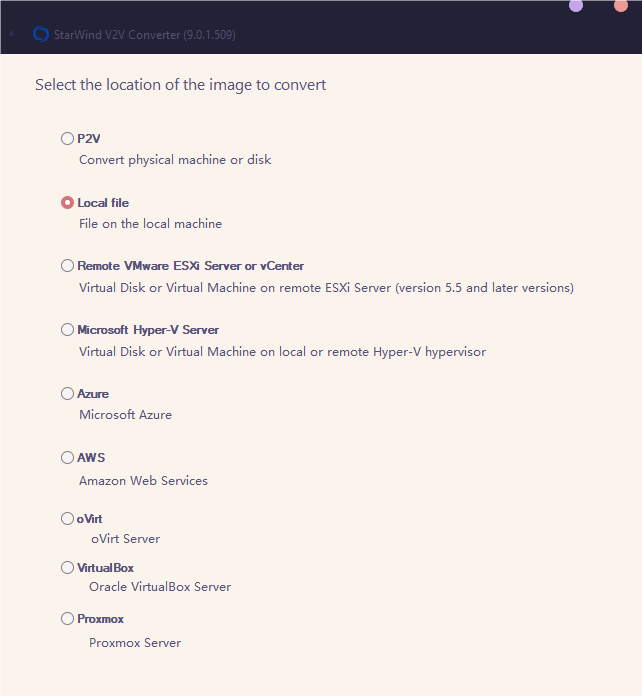 StarWind V2V Converter (9.0.1.509)
Select the location of the image to convert
P2V
Convert physical machine or disk
Local file
File on the local machine
Remote VMware ESXi Server or vCenter
Virtual Disk or Virtual Machine on remote ESXi Server (version 5.5 and later versions)
Microsoft Hyper-V Server
Virtual Disk or Virtual Machine on local or remote Hyper-V hypervisor
Azure
Microsoft Azure
AWS
Amazon Web Services
oVirt
oVirt Server
VirtualBox
Oracle VirtualBox Server
Proxmox
Proxmox Server